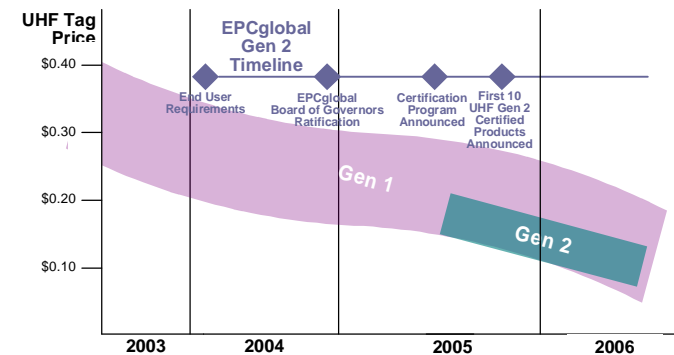 UHF Tag
Price
EPCglobal
Gen 2
Timeline
$0.40
End User
Requirements
EPCglobal
Board of Governors
Ratification
Certification
Program
Announced
First 10
UHF Gen 2
Certified
Products
Announced
$0.30
Gen 1
$0.20
Gen 2
$0.10
2003
2004
2005
2006